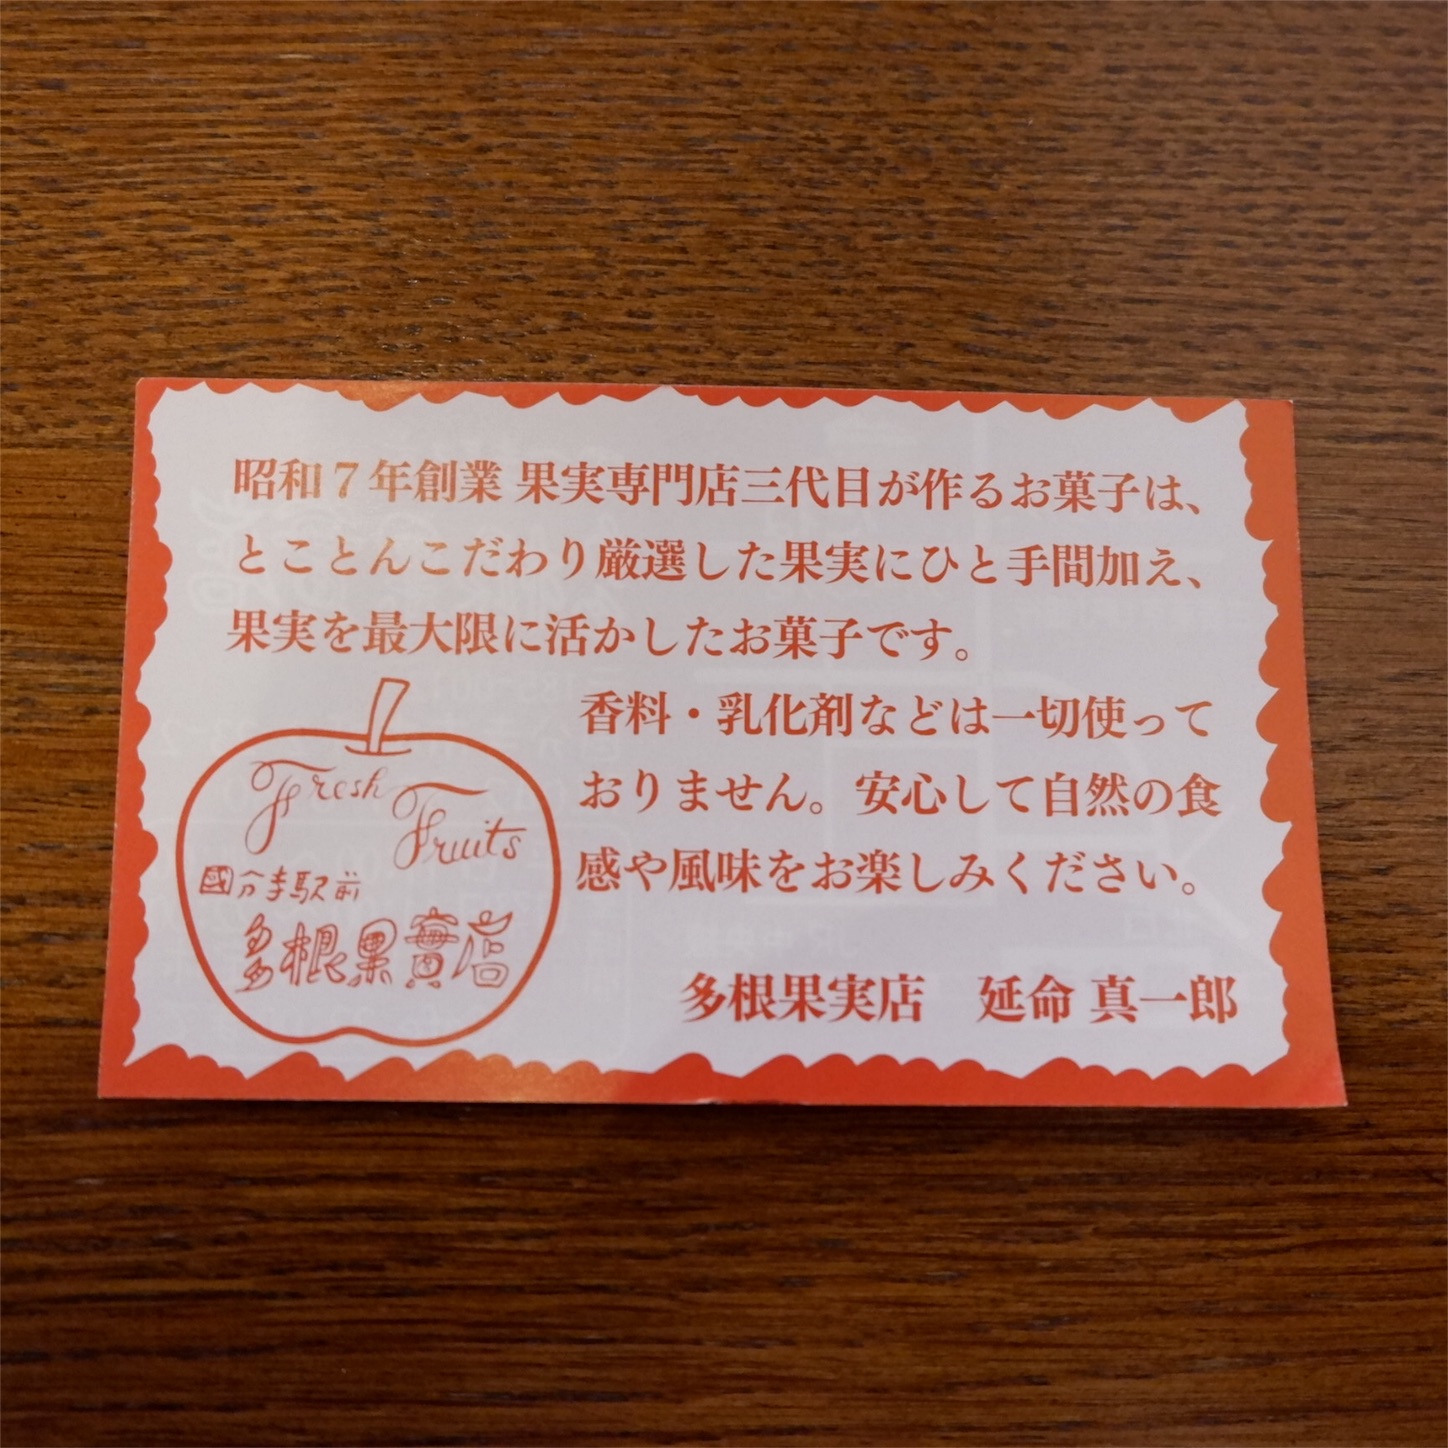 昭和７年創業 果実専門店三代目が作るお菓子は、
とことんこだわり厳選した果実にひと手間加え、
果実を最大限に活かしたお菓子です。
香料・乳化剤などは一切使って
おりません。安心して自然の食
感や風味をお楽しみください。
Fresh
Fruits
國分寺駅前
多根果實店
多根果実店　延命 真一郎